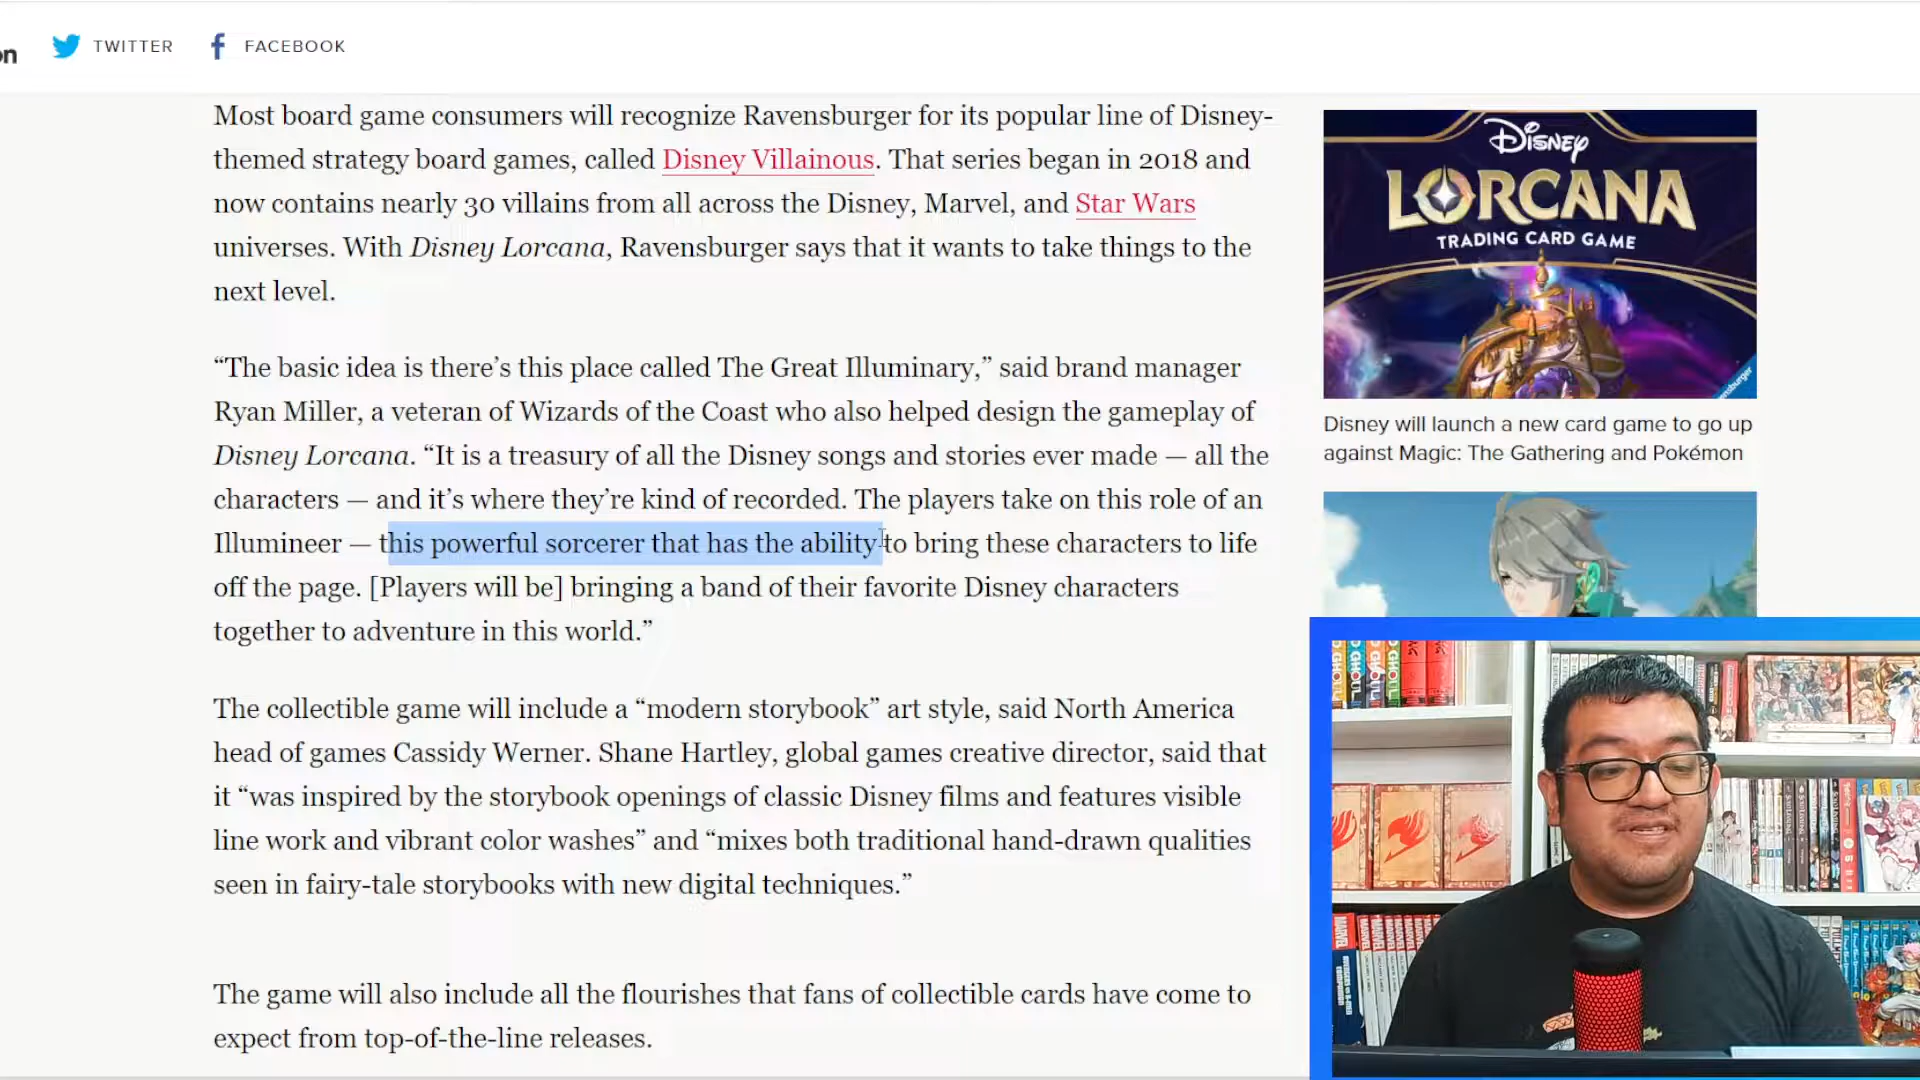 on
TWITTER
FACEBOOK
Most board game consumers will recognize Ravensburger for its popular line of Disney-
themed strategy board games, called Disney Villainous. That series began in 2018 and
now contains nearly 30 villains from all across the Disney, Marvel, and Star Wars
universes. With Disney Lorcana, Ravensburger says that it wants to take things to the
next level.
“The basic idea is there’s this place called The Great Illuminary,” said brand manager
Ryan Miller, a veteran of Wizards of the Coast who also helped design the gameplay of
Disney Lorcana. “It is a treasury of all the Disney songs and stories ever made — all the
characters — and it’s where they’re kind of recorded. The players take on this role of an
Illumineer — this powerful sorcerer that has the ability to bring these characters to life
off the page. [Players will be] bringing a band of their favorite Disney characters
together to adventure in this world.”
The collectible game will include a “modern storybook” art style, said North America
head of games Cassidy Werner. Shane Hartley, global games creative director, said that
it “was inspired by the storybook openings of classic Disney films and features visible
line work and vibrant color washes” and “mixes both traditional hand-drawn qualities
seen in fairy-tale storybooks with new digital techniques.”
The game will also include all the flourishes that fans of collectible cards have come to
expect from top-of-the-line releases.
Disney
LORCANA
TRADING CARD GAME
Disney will launch a new card game to go up
against Magic: The Gathering and Pokémon
MARVEL